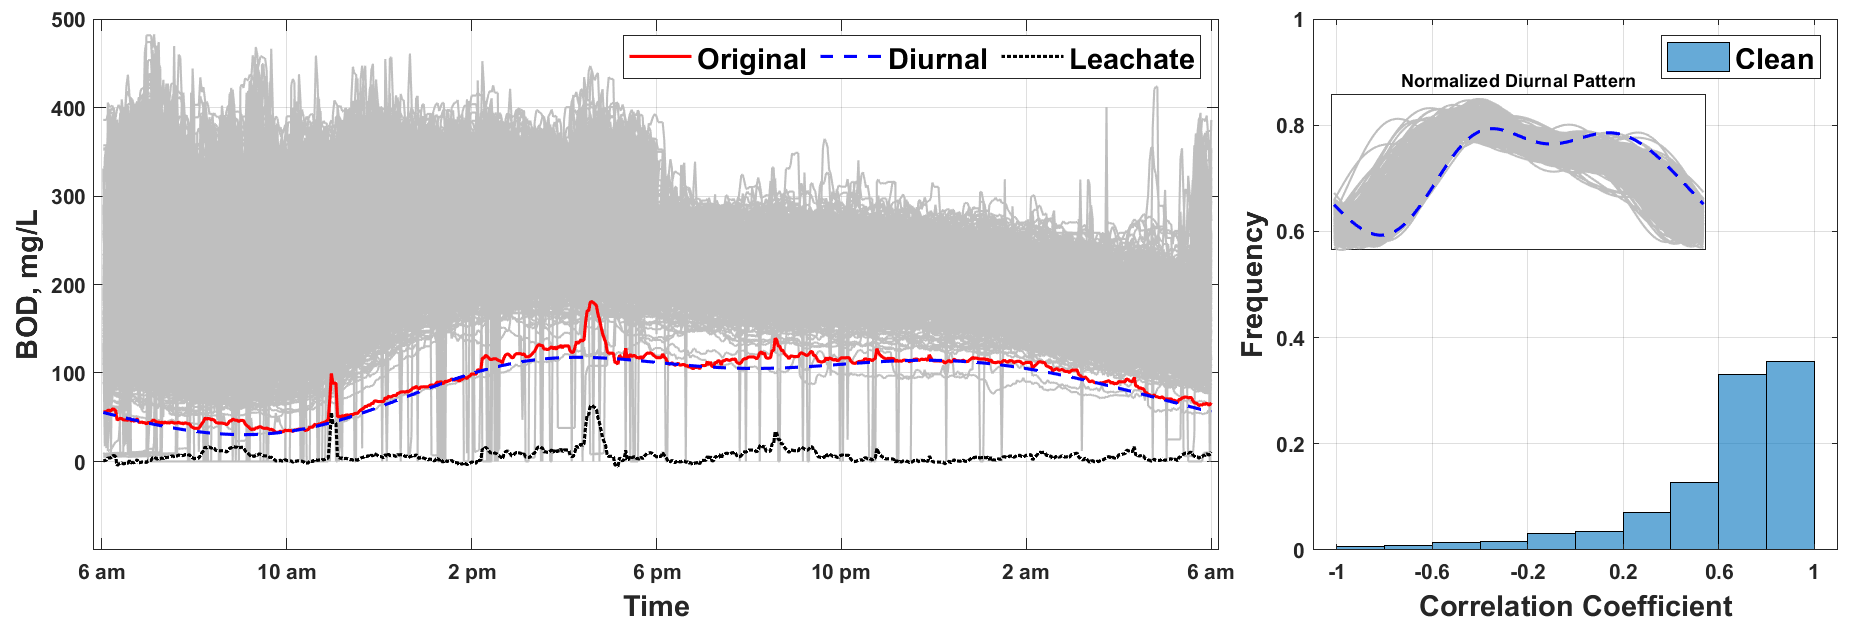 500
400
300
200
100
0
BOD, mg/L
Original Diurnal Leachate
6 am 10 am 2 pm 6 pm 10 pm 2 am 6 am
Time
1
0.8
0.6
0.4
0.2
0
Frequency
Clean
Normalized Diurnal Pattern
-1 -0.6 -0.2 0.2 0.6 1
Correlation Coefficient